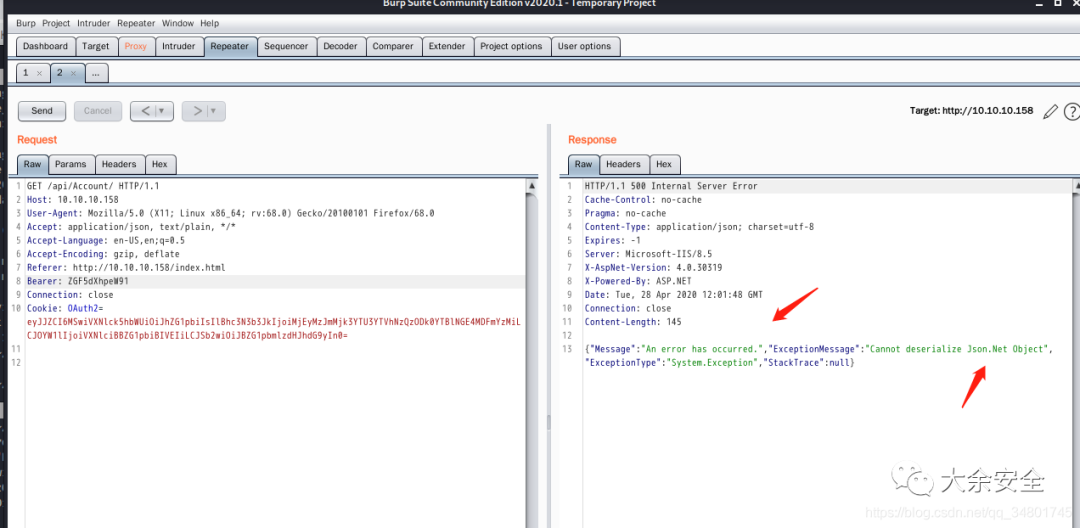 Burp Suite Community Edition v2020.1 - Temporary Project
Burp Project Intruder Repeater Window Help
Dashboard Target Proxy Intruder Repeater Sequencer Decoder Comparer Extender Project options User options
1 × 2 × ...
Send Cancel < | ▼ > | ▼ Target: http://10.10.10.158 ?
Request
Raw Params Headers Hex
1 GET /api/Account/ HTTP/1.1
2 Host: 10.10.10.158
3 User-Agent: Mozilla/5.0 (X11; Linux x86_64; rv:68.0) Gecko/20100101 Firefox/68.0
4 Accept: application/json, text/plain, */*
5 Accept-Language: en-US,en;q=0.5
6 Accept-Encoding: gzip, deflate
7 Referer: http://10.10.10.158/index.html
8 Bearer: ZGF5dXhpeW91
9 Connection: close
10 Cookie: OAuth2=
11
12
Response
Raw Headers Hex
1 HTTP/1.1 500 Internal Server Error
2 Cache-Control: no-cache
3 Pragma: no-cache
4 Content-Type: application/json; charset=utf-8
5 Expires: -1
6 Server: Microsoft-IIS/8.5
7 X-AspNet-Version: 4.0.30319
8 X-Powered-By: ASP.NET
9 Date: Tue, 28 Apr 2020 12:01:48 GMT
10 Connection: close
11 Content-Length: 145
12
13 {"Message":"An error has occurred.","ExceptionMessage":"Cannot deserialize Json.Net Object",
"ExceptionType":"System.Exception","StackTrace":null}
大余安全
https://blog.csdn.net/qq_34801745